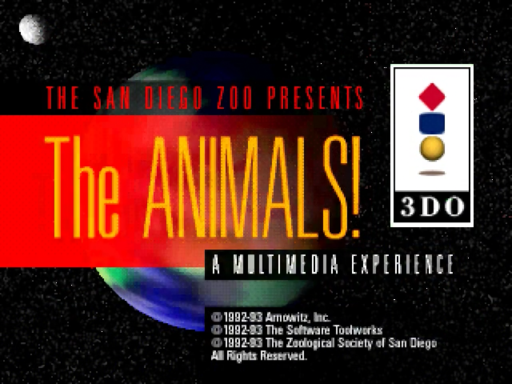 THE SAN DIEGO ZOO PRESENTS
The ANIMALS!
3DO
A MULTIMEDIA EXPERIENCE
©1992-93 Arnowitz, Inc.
©1992-93 The Software Toolworks
©1992-93 The Zoological Society of San Diego
All Rights Reserved.